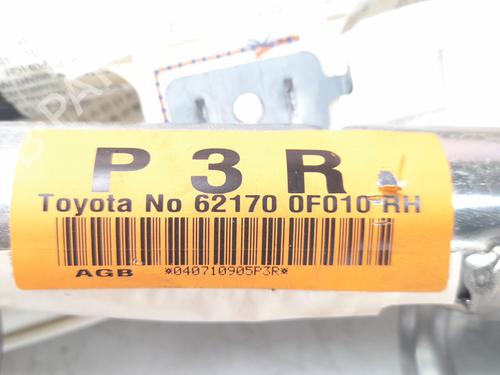 P 3 R
Toyota No 62170 0F010-RH
AGB *040710905P3R*